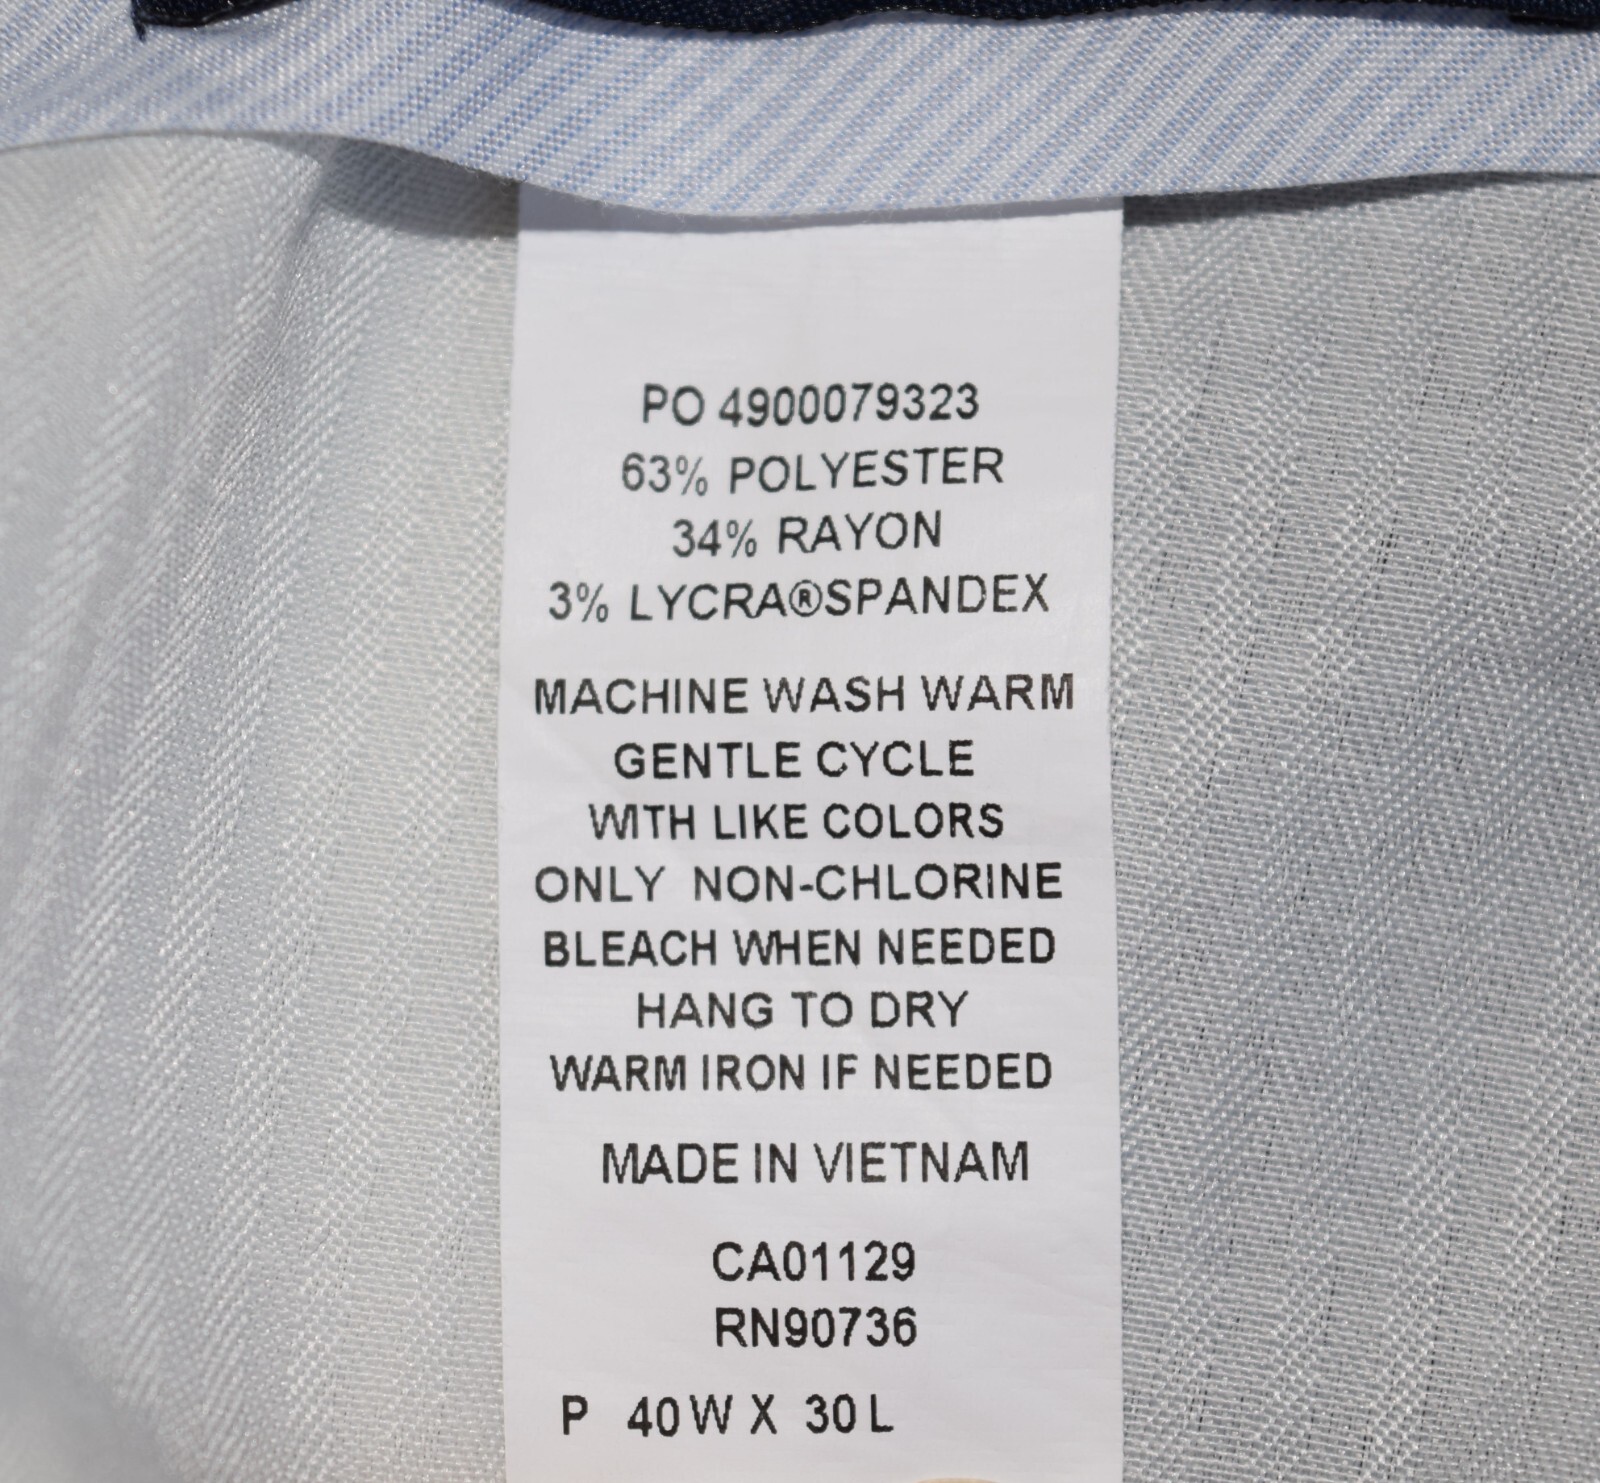 PO 4900079323
63% POLYESTER
34% RAYON
3% LYCRA®SPANDEX
MACHINE WASH WARM
GENTLE CYCLE
WITH LIKE COLORS
ONLY NON-CHLORINE
BLEACH WHEN NEEDED
HANG TO DRY
WARM IRON IF NEEDED
MADE IN VIETNAM
CA01129
RN90736
P 40W X 30L